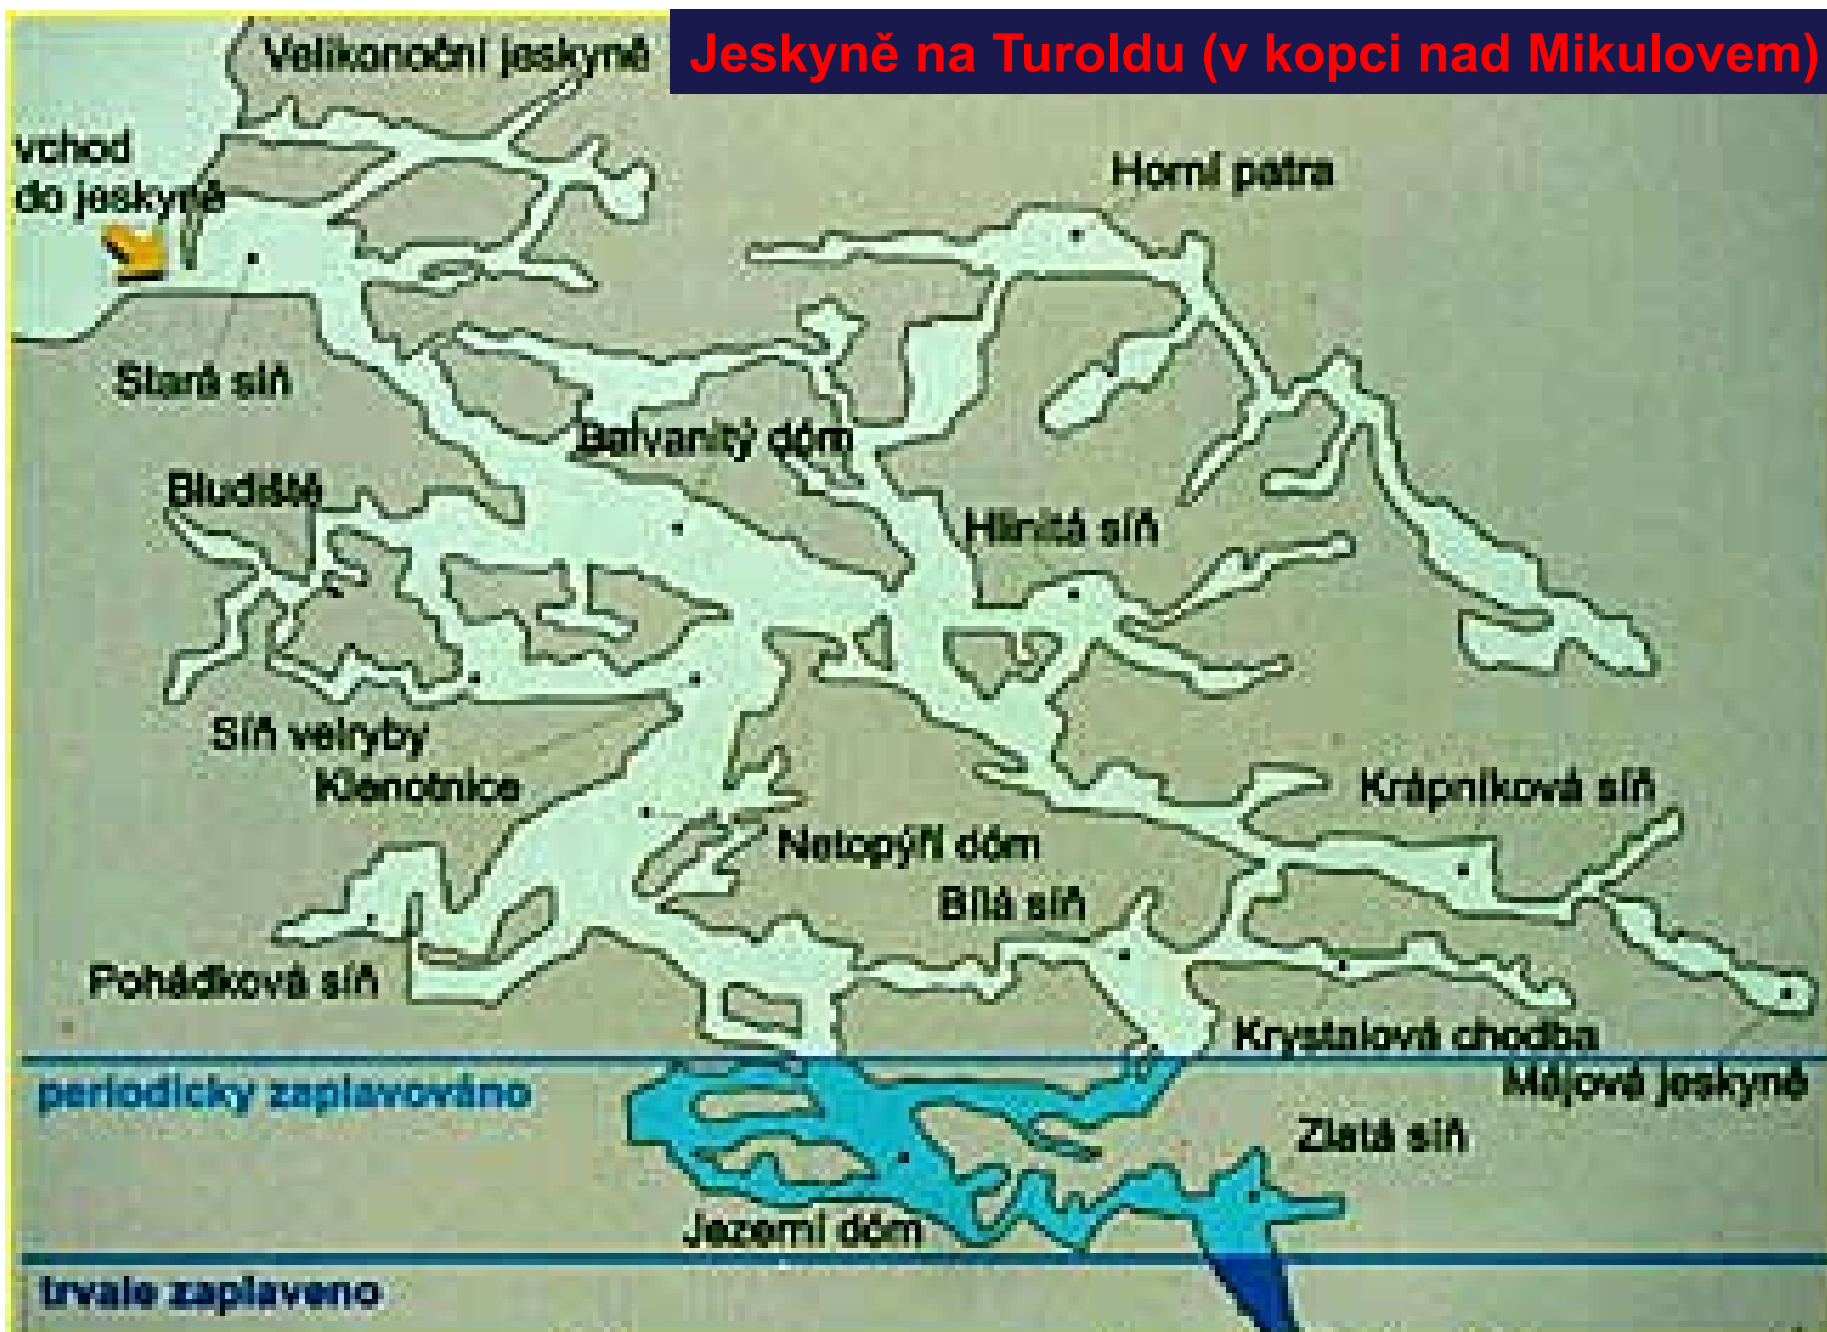 Jeskyně na Turoldu (v kopci nad Mikulovem)
Velikonoční jeskyně
vchod
do jeskyně
Horní patra
Stará síň
Balvanitý dóm
Bludiště
Hlinitá síň
Síň velryby
Klenotnice
Krápníková síň
Netopýří dóm
Bílá síň
Pohádková síň
Krystalová chodba
Májová jeskyně
periodicky zaplavováno
Zlatá síň
Jezerní dóm
trvale zaplaveno